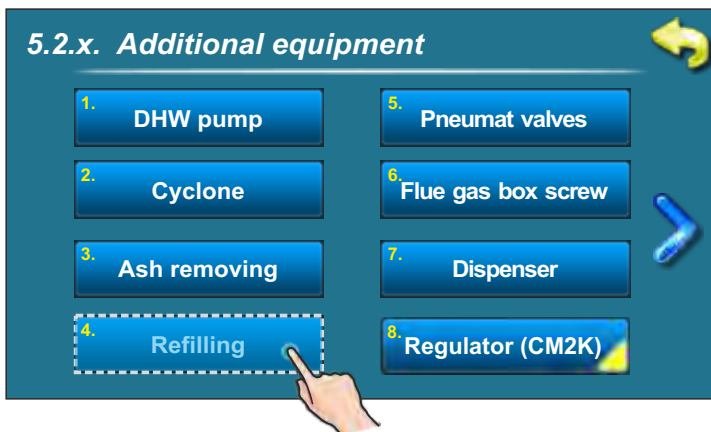 5.2.x. Additional equipment
1. DHW pump
2. Cyclone
3. Ash removing
4. Refilling
5. Pneumat valves
6. Flue gas box screw
7. Dispenser
8. Regulator (CM2K)